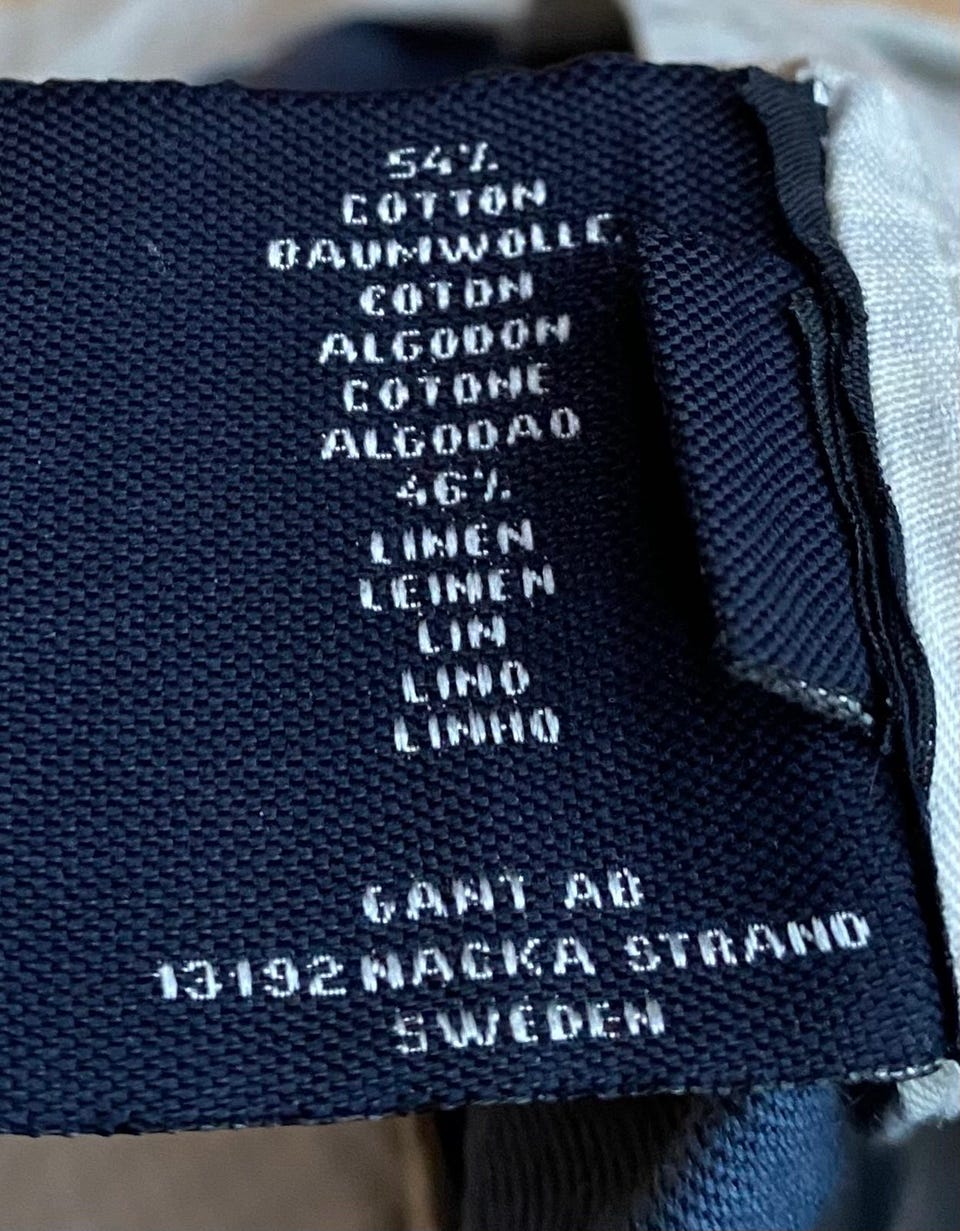 54%
COTTON
BAUMWOLLE
COTON
ALGODON
COTONE
ALGODAO
46%
LINEN
LEINEN
LIN
LINO
LINHO
GANT AB
13192 NACKA STRAND
SWEDEN